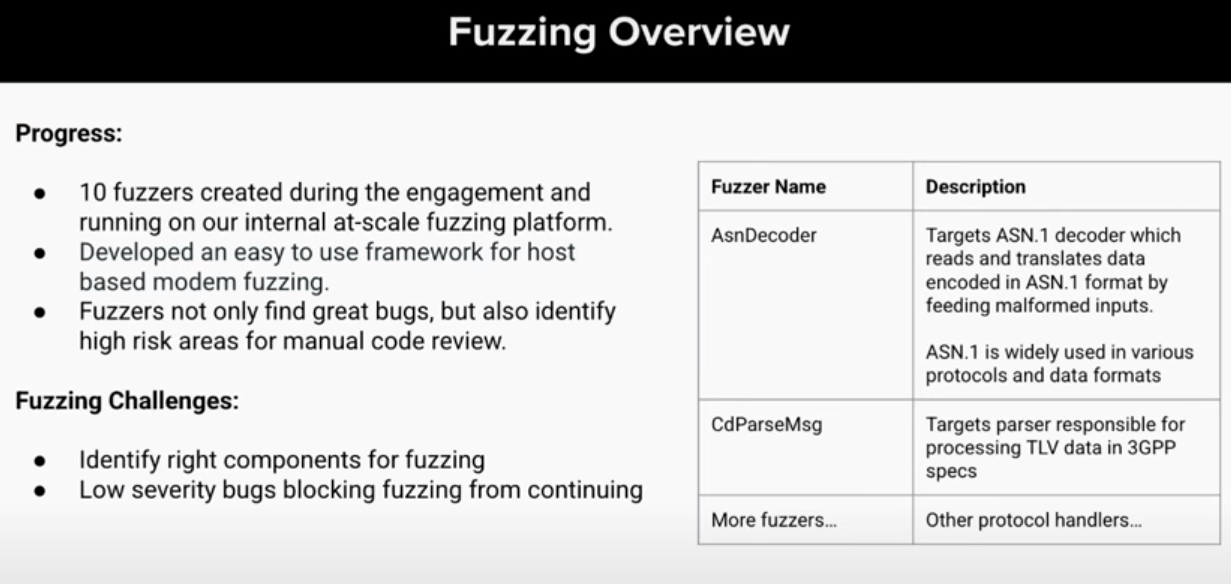 Fuzzing Overview
Progress:
● 10 fuzzers created during the engagement and
running on our internal at-scale fuzzing platform.
● Developed an easy to use framework for host
based modem fuzzing.
● Fuzzers not only find great bugs, but also identify
high risk areas for manual code review.
Fuzzing Challenges:
● Identify right components for fuzzing
● Low severity bugs blocking fuzzing from continuing
Fuzzer Name
Description
AsnDecoder
Targets ASN.1 decoder which
reads and translates data
encoded in ASN.1 format by
feeding malformed inputs.
ASN.1 is widely used in various
protocols and data formats
CdParseMsg
Targets parser responsible for
processing TLV data in 3GPP
specs
More fuzzers...
Other protocol handlers...